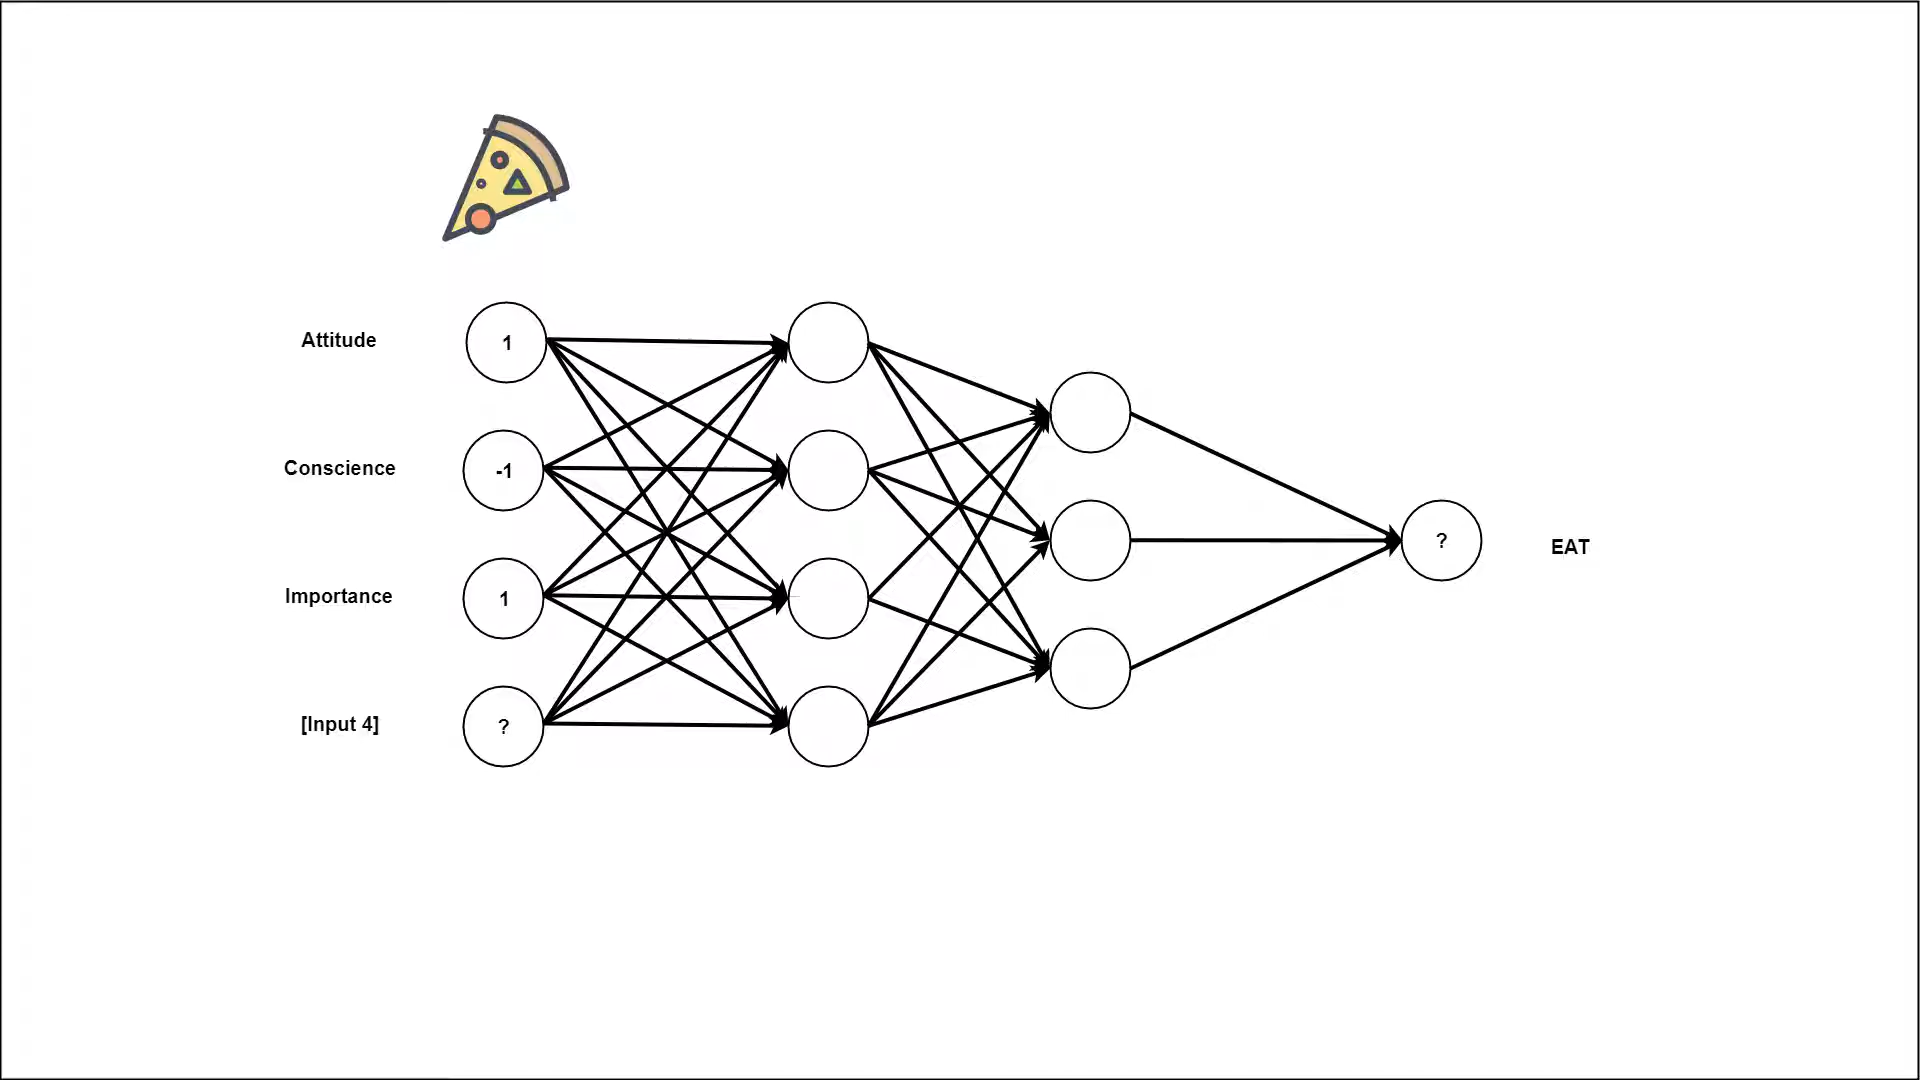 Attitude 1
Conscience -1
Importance 1
[Input 4] ?
? EAT